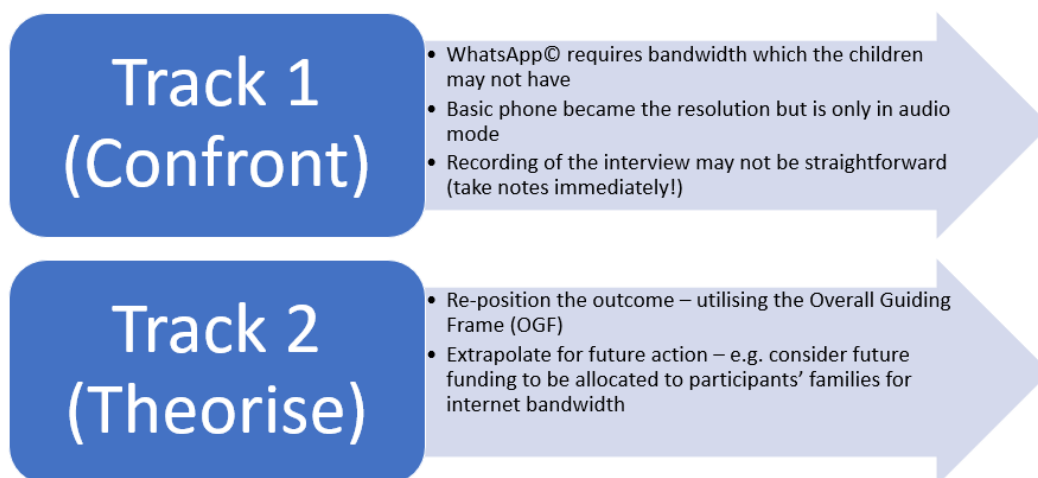 Track 1
(Confront)
• WhatsApp© requires bandwidth which the children
may not have
• Basic phone became the resolution but is only in audio
mode
• Recording of the interview may not be straightforward
(take notes immediately!)
Track 2
(Theorise)
• Re-position the outcome – utilising the Overall Guiding
Frame (OGF)
• Extrapolate for future action – e.g. consider future
funding to be allocated to participants’ families for
internet bandwidth